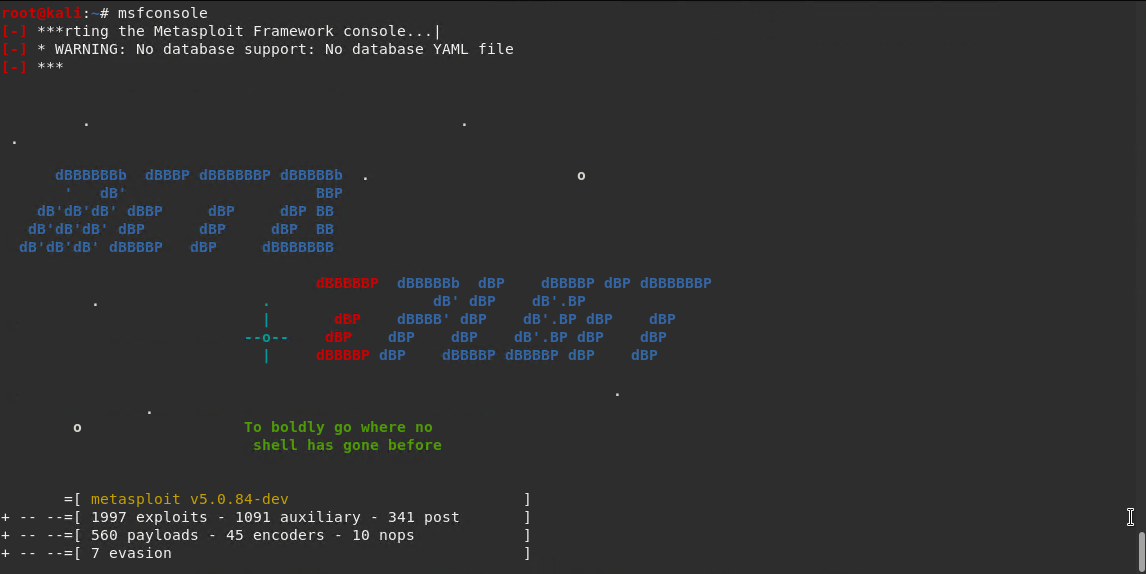 root@kali:~# msfconsole
[-] ***rting the Metasploit Framework console...|
[-] * WARNING: No database support: No database YAML file
[-] ***
. .
.
dBBBBBBb  dBBBP dBBBBBBP dBBBBBb  .                       o
'   dB'                     BBP
dB'dB'dB' dBBP     dBP     dBP BB
dB'dB'dB' dBP      dBP     dBP  BB
dB'dB'dB' dBBBBP   dBP     dBBBBBBB
dBBBBBP  dBBBBBb  dBP    dBBBBP dBP dBBBBBBP
. . dB' dBP    dB'.BP
| dBP    dBBBB' dBP    dB'.BP dBP    dBP
--o-- dBP    dBP    dBP    dB'.BP dBP    dBP
| dBBBBP dBP    dBBBBP dBBBBP dBP    dBP
.
.
o To boldly go where no
shell has gone before
=[ metasploit v5.0.84-dev ]
+ -- --=[ 1997 exploits - 1091 auxiliary - 341 post ]
+ -- --=[ 560 payloads - 45 encoders - 10 nops ]
+ -- --=[ 7 evasion ]